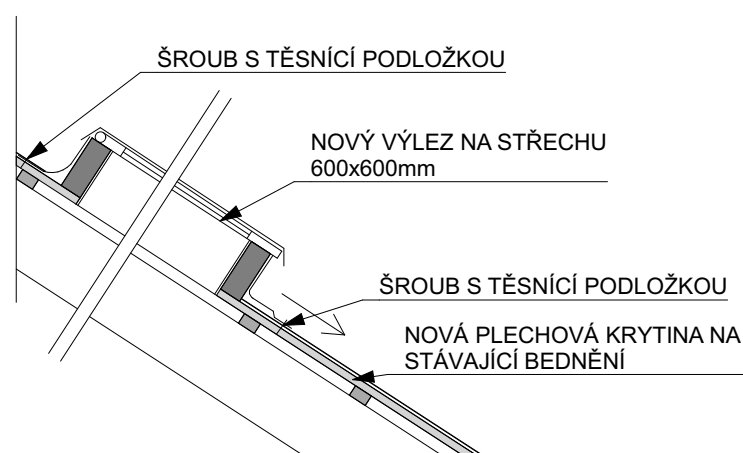 ŠROUB S TĚSNÍCÍ PODLOŽKOU
NOVÝ VÝLEZ NA STŘECHU
600x600mm
ŠROUB S TĚSNÍCÍ PODLOŽKOU
NOVÁ PLECHOVÁ KRYTINA NA
STÁVAJÍCÍ BEDNĚNÍ